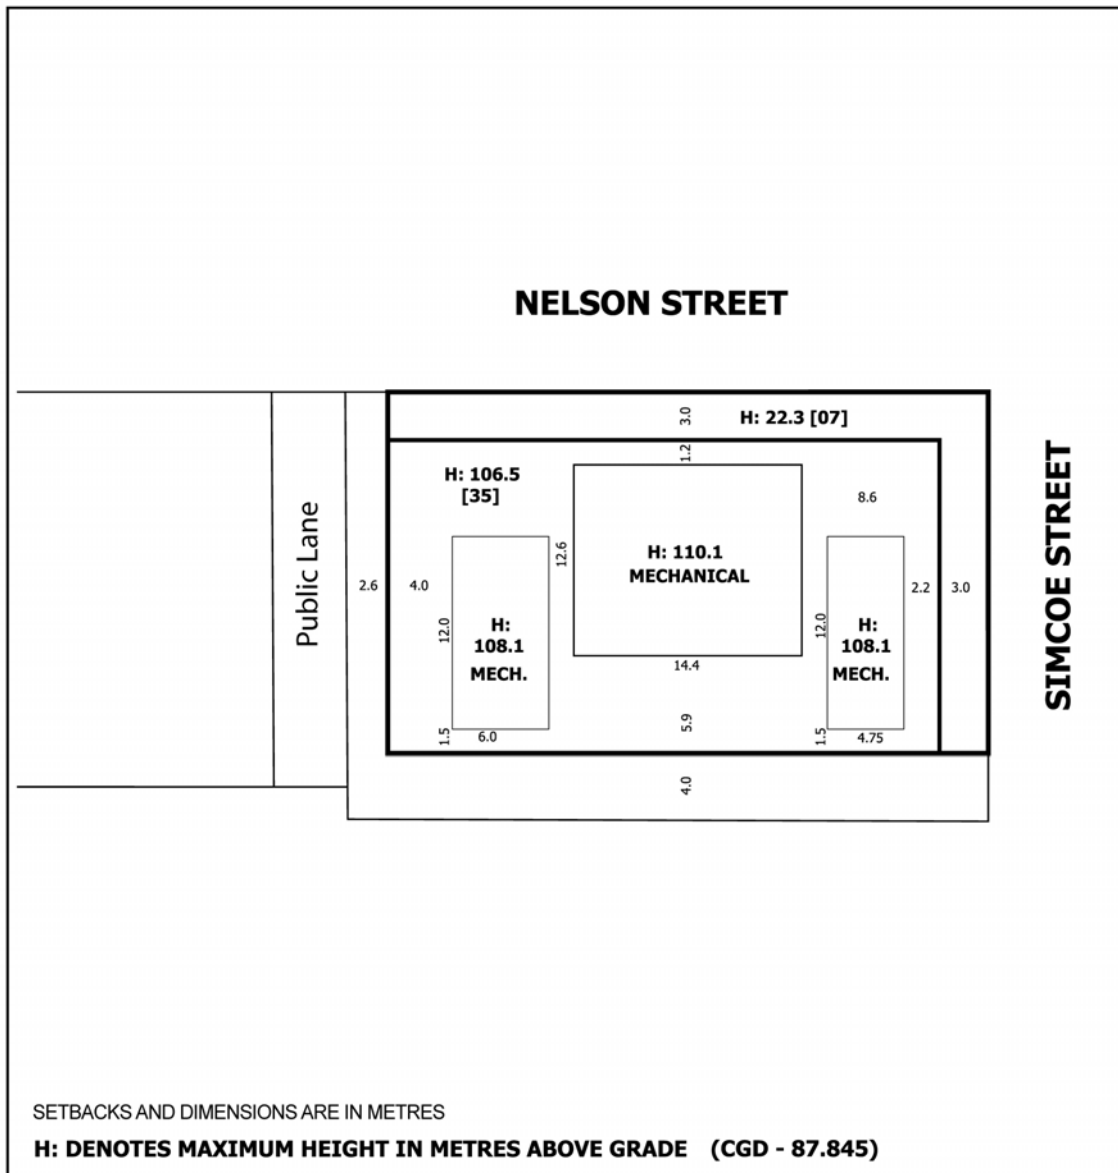 NELSON STREET
3.0
H: 22.3 [07]
1.2
H: 106.5
[35]
8.6
SIMCOE STREET
Public Lane
12.6
H: 110.1
MECHANICAL
2.6
4.0
2.2
3.0
12.0
H:
108.1
MECH.
12.0
H:
108.1
MECH.
14.4
1.5
6.0
5.9
1.5
4.75
4.0
SETBACKS AND DIMENSIONS ARE IN METRES
H: DENOTES MAXIMUM HEIGHT IN METRES ABOVE GRADE (CGD - 87.845)